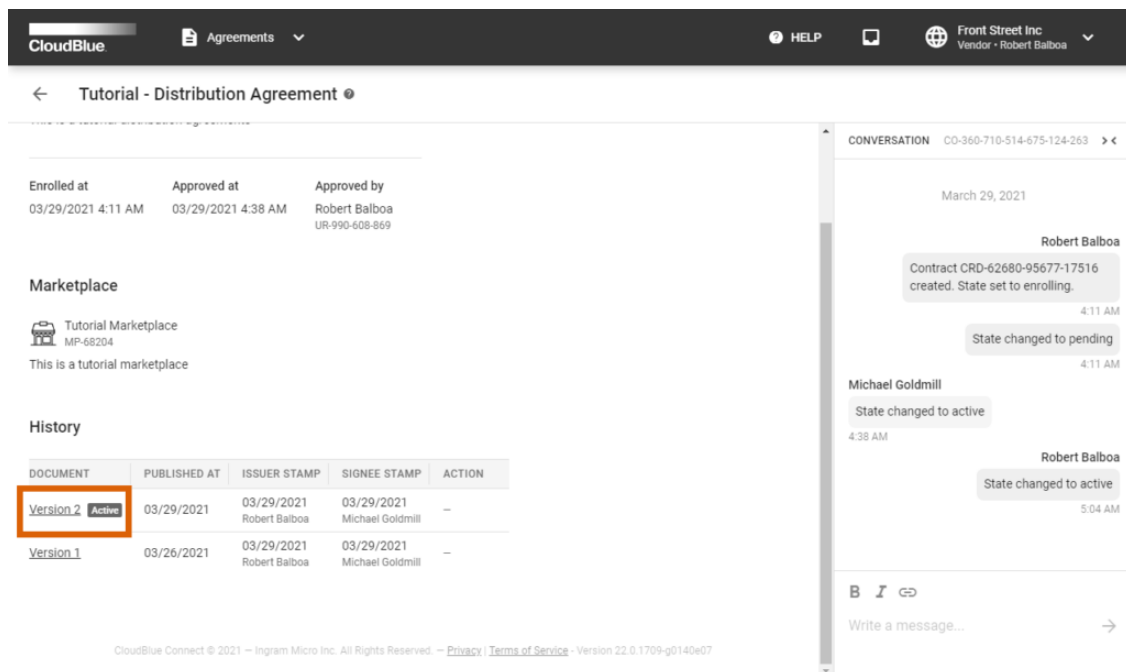 CloudBlue.
Agreements
HELP
Front Street Inc
Vendor • Robert Balboa
Tutorial - Distribution Agreement
This is a tutorial distribution agreements
Enrolled at Approved at Approved by
03/29/2021 4:11 AM 03/29/2021 4:38 AM Robert Balboa
UR-990-608-869
Marketplace
Tutorial Marketplace
MP-68204
This is a tutorial marketplace
History
DOCUMENT PUBLISHED AT ISSUER STAMP SIGNEE STAMP ACTION
Version 2 Active 03/29/2021 03/29/2021 03/29/2021 –
Robert Balboa Michael Goldmill
Version 1 03/26/2021 03/29/2021 03/29/2021 –
Robert Balboa Michael Goldmill
CloudBlue Connect © 2021 — Ingram Micro Inc. All Rights Reserved. — Privacy | Terms of Service - Version 22.0.1709-g0140e07
CONVERSATION CO-360-710-514-675-124-263
March 29, 2021
Robert Balboa
Contract CRD-62680-95677-17516
created. State set to enrolling.
4:11 AM
State changed to pending
4:11 AM
Michael Goldmill
State changed to active
4:38 AM
Robert Balboa
State changed to active
5:04 AM
B I
Write a message...